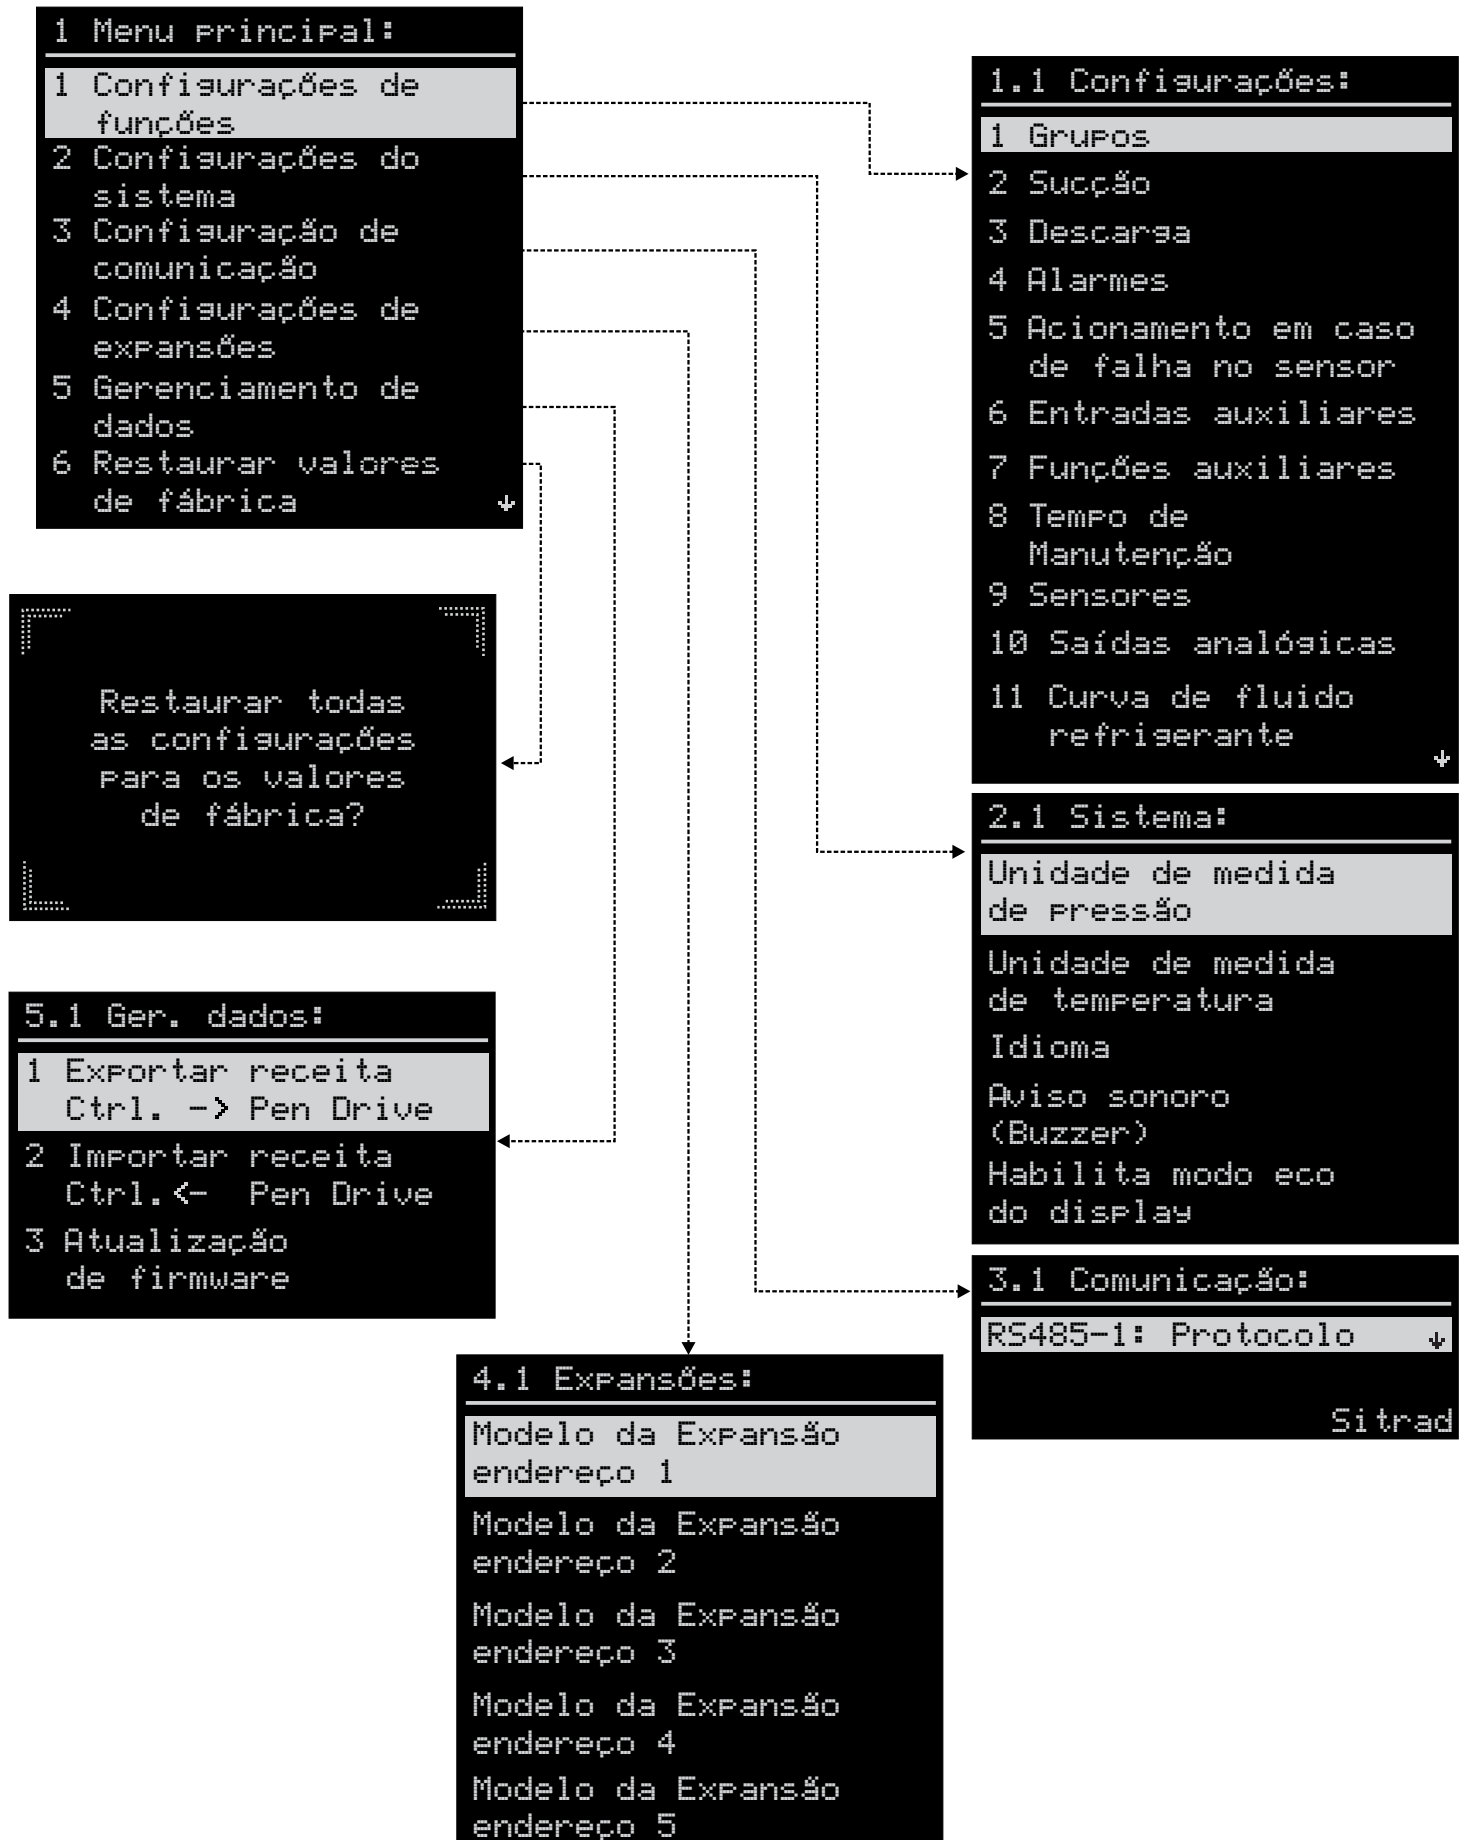 1 Menu principal:
1 Configurações de
funções
2 Configurações do
sistema
3 Configuração de
comunicação
4 Configurações de
expansões
5 Gerenciamento de
dados
6 Restaurar valores
de fábrica
Restaurar todas
as configurações
para os valores
de fábrica?
5.1 Ger. dados:
1 Exportar receita
Ctrl. -> Pen Drive
2 Importar receita
Ctrl.<- Pen Drive
3 Atualização
de firmware
4.1 Expansões:
Modelo da Expansão
endereço 1
Modelo da Expansão
endereço 2
Modelo da Expansão
endereço 3
Modelo da Expansão
endereço 4
Modelo da Expansão
endereço 5
1.1 Configurações:
1 Grupos
2 Sucção
3 Descarga
4 Alarmes
5 Acionamento em caso
de falha no sensor
6 Entradas auxiliares
7 Funções auxiliares
8 Tempo de
Manutenção
9 Sensores
10 Saídas analógicas
11 Curva de fluido
refrigerante
2.1 Sistema:
Unidade de medida
de pressão
Unidade de medida
de temperatura
Idioma
Aviso sonoro
(Buzzer)
Habilita modo eco
do display
3.1 Comunicação:
RS485-1: Protocolo
Sitrad